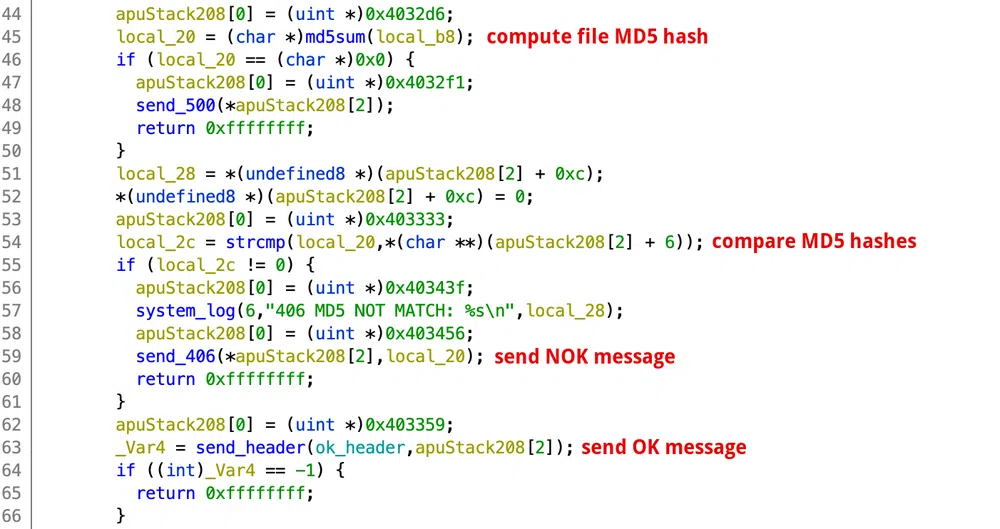 44 apuStack208[0] = (uint *)0x4032d6;
45 local_20 = (char *)md5sum(local_b8); compute file MD5 hash
46 if (local_20 == (char *)0x0) {
47 apuStack208[0] = (uint *)0x4032f1;
48 send_500(*apuStack208[2]);
49 return 0xffffffff;
50 }
51 local_28 = *(undefined8 *)(apuStack208[2] + 0xc);
52 *(undefined8 *)(apuStack208[2] + 0xc) = 0;
53 apuStack208[0] = (uint *)0x403333;
54 local_2c = strcmp(local_20,*(char **)(apuStack208[2] + 6)); compare MD5 hashes
55 if (local_2c != 0) {
56 apuStack208[0] = (uint *)0x40343f;
57 system_log(6,"406 MD5 NOT MATCH: %s\n",local_28);
58 apuStack208[0] = (uint *)0x403456;
59 send_406(*apuStack208[2],local_20); send NOK message
60 return 0xffffffff;
61 }
62 apuStack208[0] = (uint *)0x403359;
63 _Var4 = send_header(ok_header,apuStack208[2]); send OK message
64 if ((int)_Var4 == -1) {
65 return 0xffffffff;
66 }